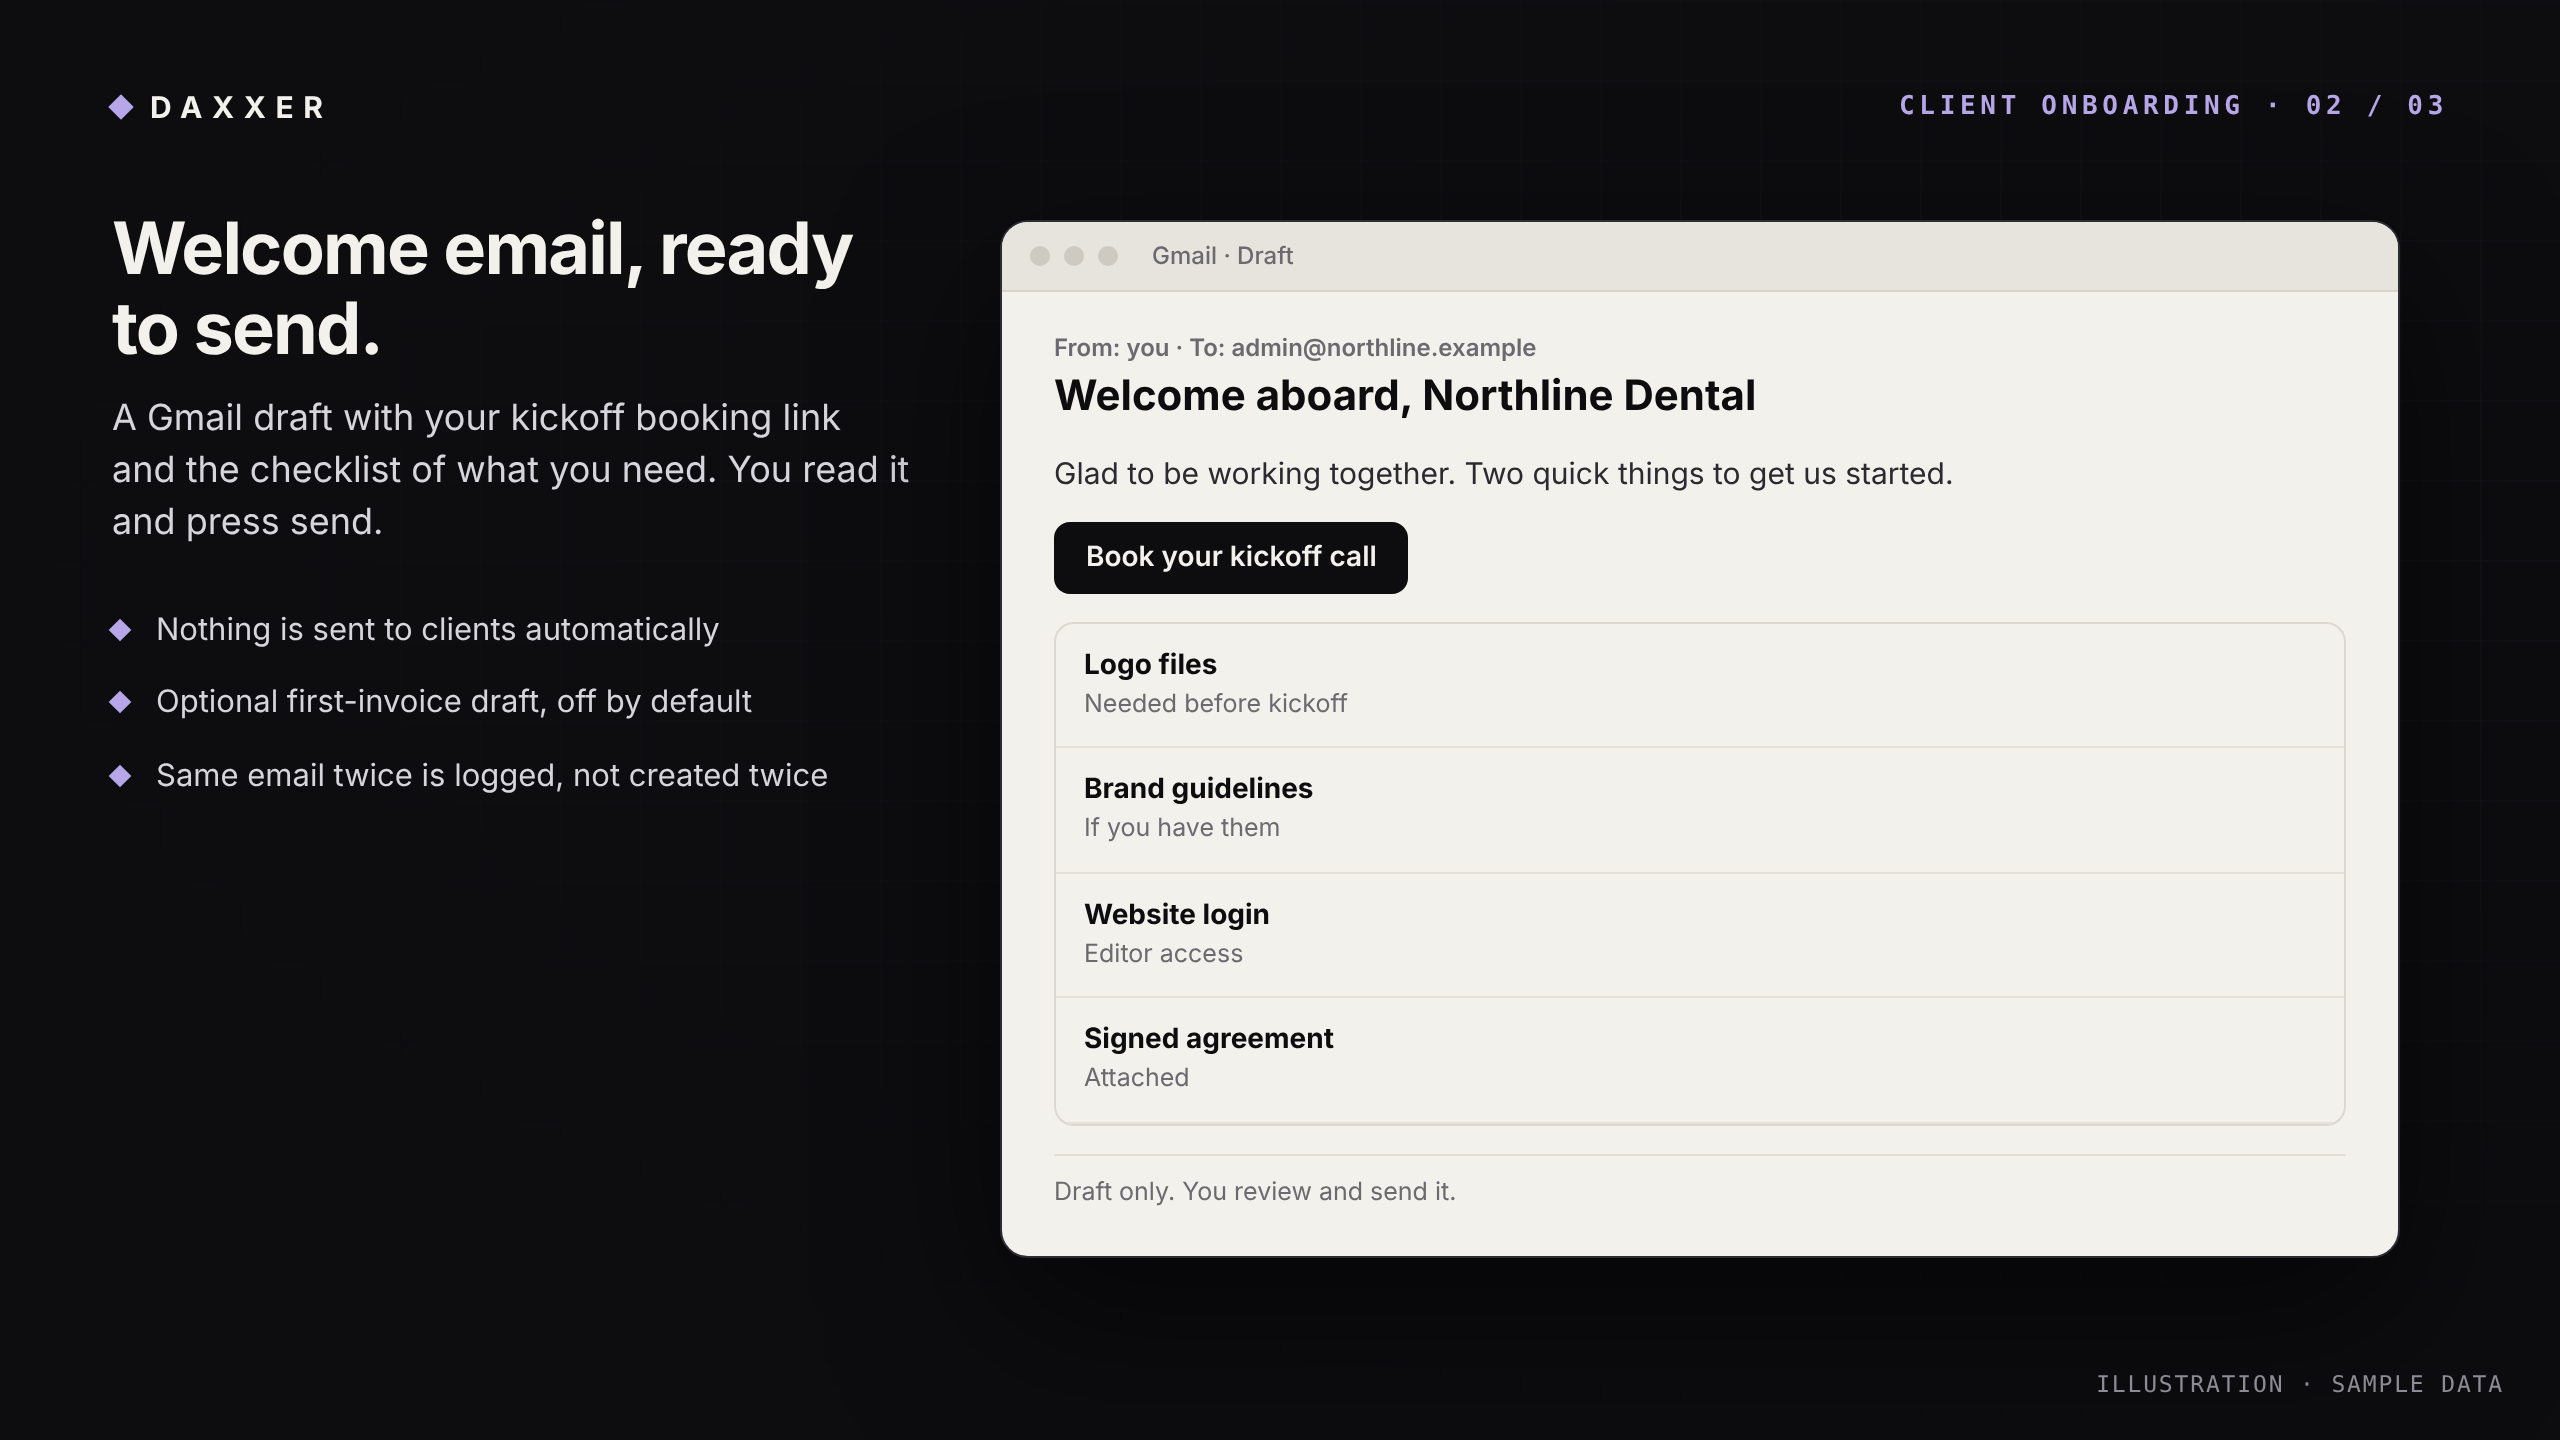 DAXXER
CLIENT ONBOARDING · 02 / 03
Welcome email, ready
to send.
A Gmail draft with your kickoff booking link
and the checklist of what you need. You read it
and press send.
Nothing is sent to clients automatically
Optional first-invoice draft, off by default
Same email twice is logged, not created twice
Gmail · Draft
From: you · To: admin@northline.example
Welcome aboard, Northline Dental
Glad to be working together. Two quick things to get us started.
Book your kickoff call
Logo files
Needed before kickoff
Brand guidelines
If you have them
Website login
Editor access
Signed agreement
Attached
Draft only. You review and send it.
ILLUSTRATION · SAMPLE DATA